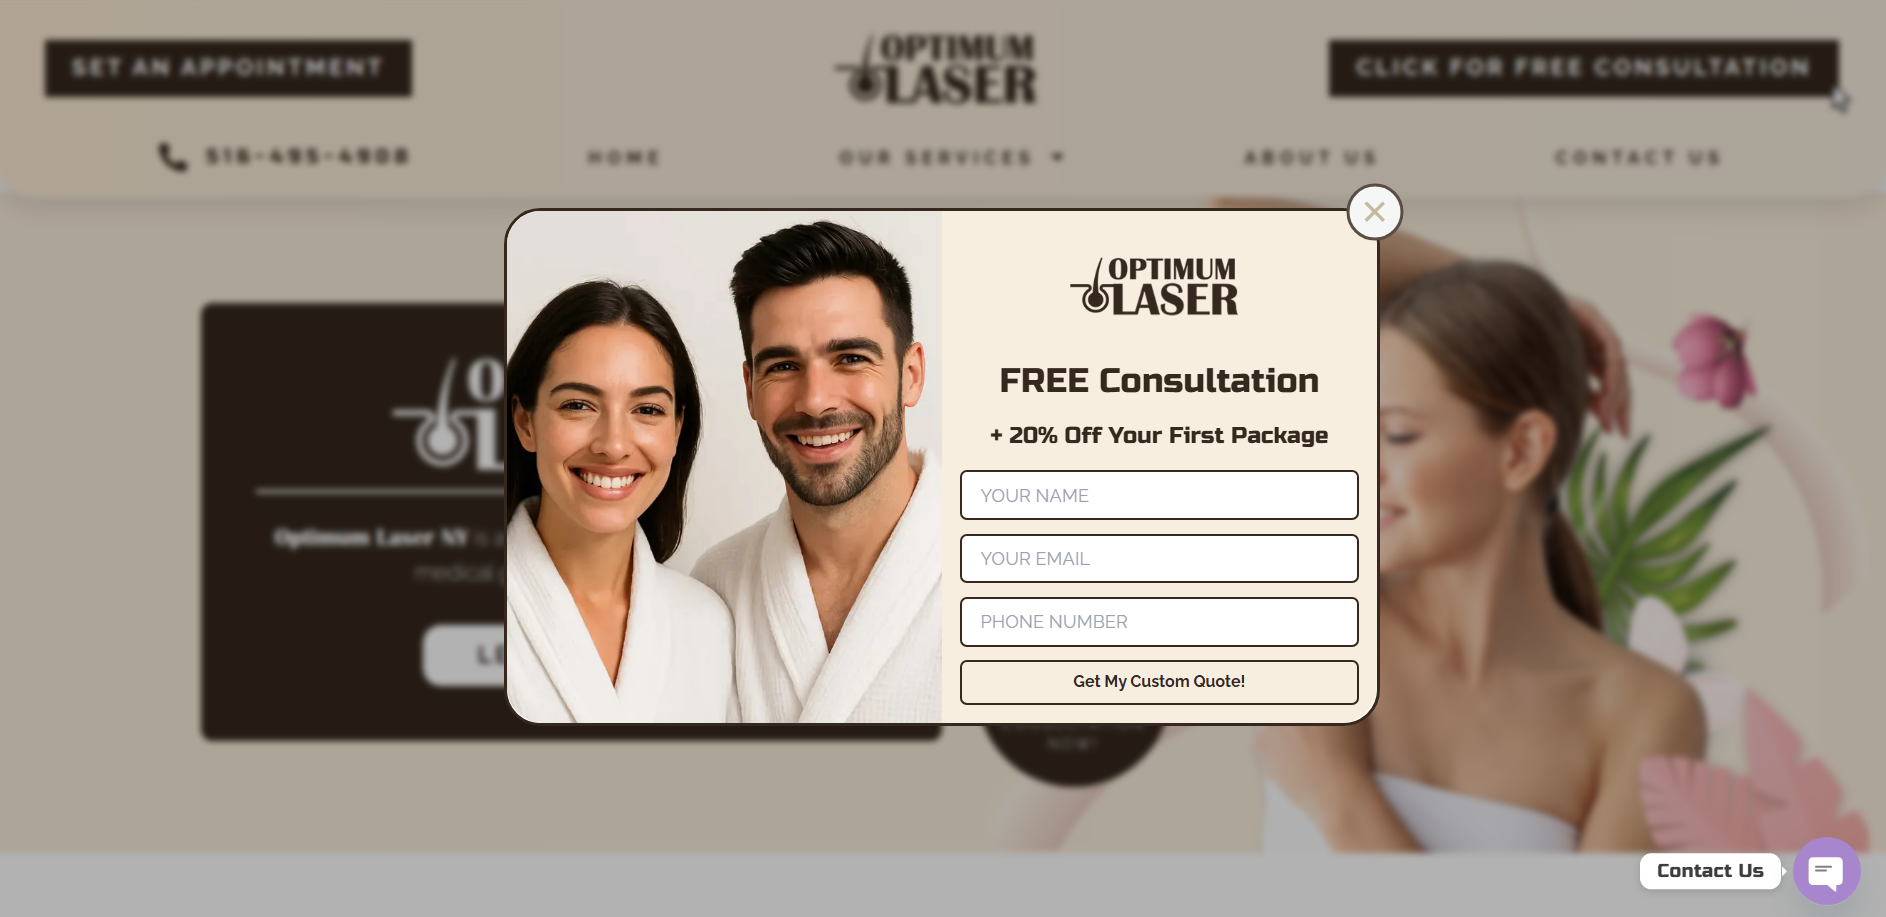 SET AN APPOINTMENT
OPTIMUM
LASER
CLICK FOR FREE CONSULTATION
516-495-4908
HOME
OUR SERVICES
ABOUT US
CONTACT US
OPTIMUM
LASER
FREE Consultation
+ 20% Off Your First Package
YOUR NAME
YOUR EMAIL
PHONE NUMBER
Get My Custom Quote!
Optimum Laser NY is a
medical
NOW!
Contact Us